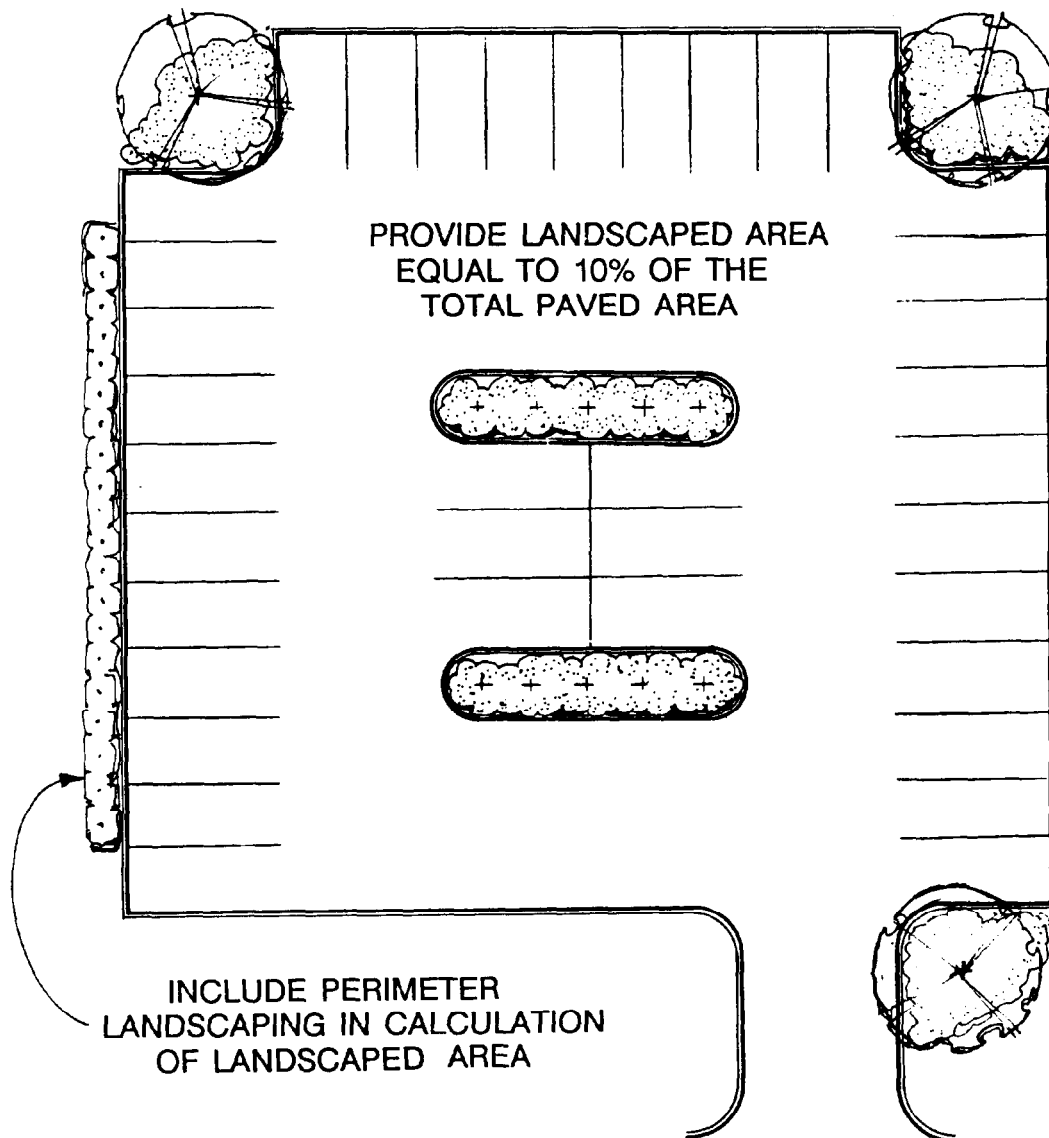 PROVIDE LANDSCAPED AREA
EQUAL TO 10% OF THE
TOTAL PAVED AREA
INCLUDE PERIMETER
LANDSCAPING IN CALCULATION
OF LANDSCAPED AREA